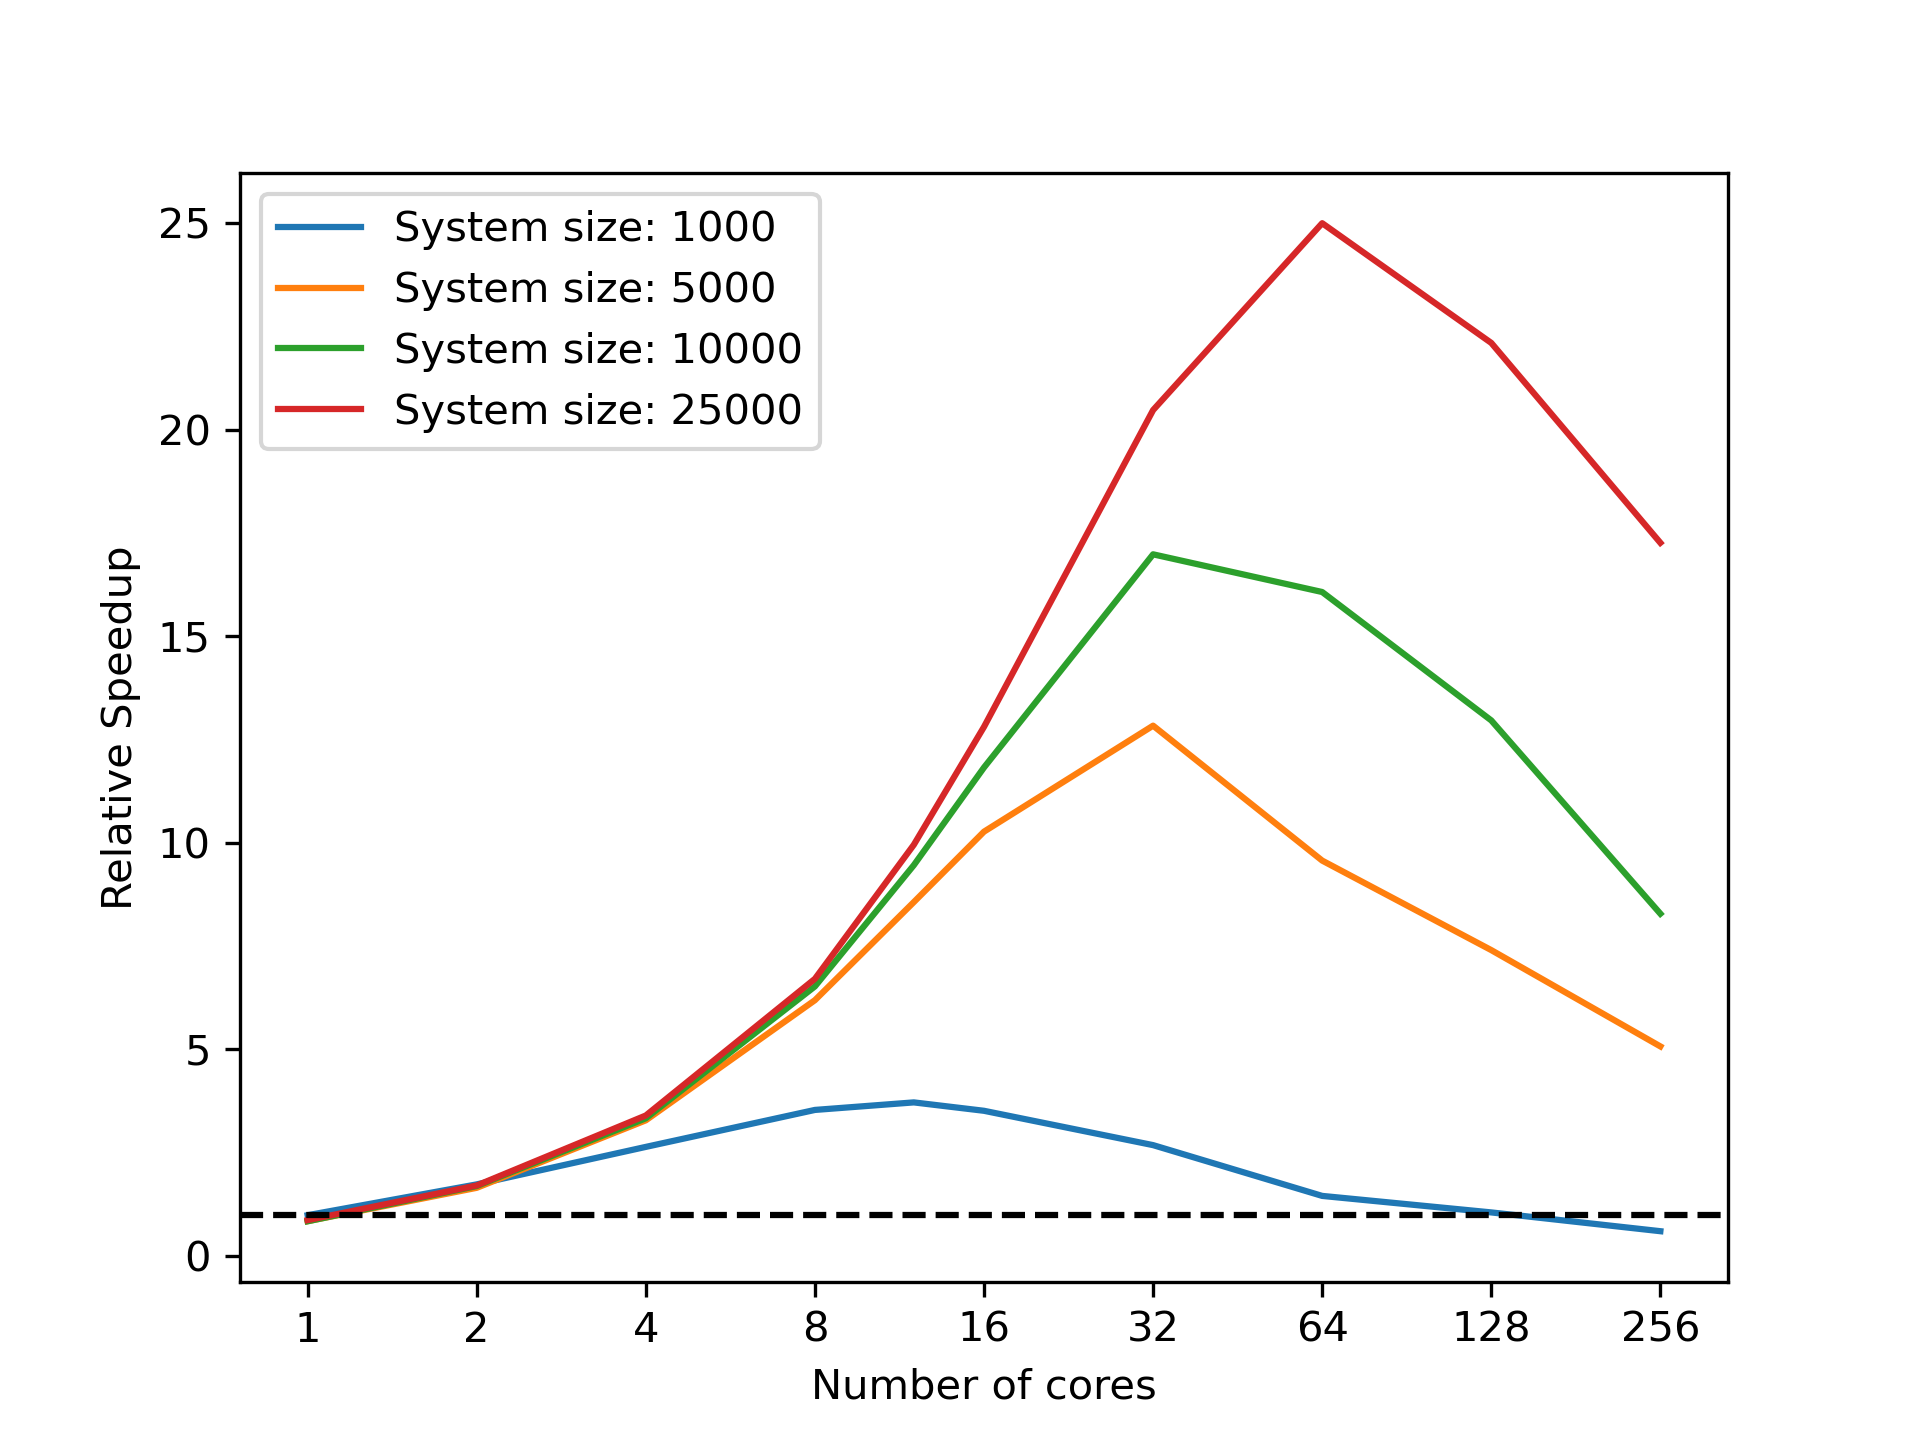 System size: 1000
System size: 5000
System size: 10000
System size: 25000
25
20
15
10
5
0
Relative Speedup
1 2 4 8 16 32 64 128 256
Number of cores